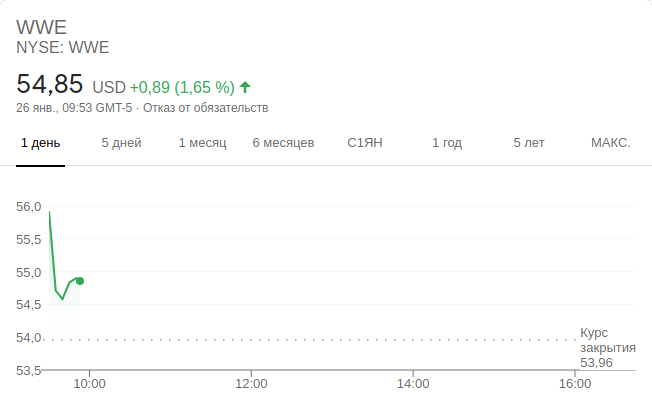 WWE
NYSE: WWE
54,85 USD +0,89 (1,65 %)
26 янв., 09:53 GMT-5 · Отказ от обязательств
1 день 5 дней 1 месяц 6 месяцев С1ЯН 1 год 5 лет МАКС.
56,0
55,5
55,0
54,5
54,0
Курс
закрытия
53,96
53,5
10:00 12:00 14:00 16:00